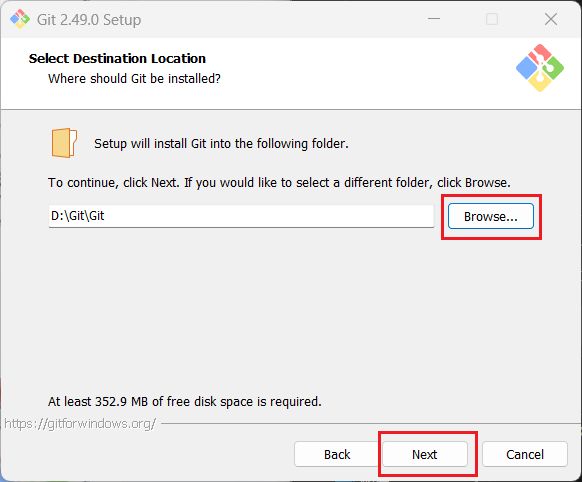 Git 2.49.0 Setup
Select Destination Location
Where should Git be installed?
Setup will install Git into the following folder.
To continue, click Next. If you would like to select a different folder, click Browse.
D:\Git\Git
Browse...
At least 352.9 MB of free disk space is required.
https://gitforwindows.org/
Back
Next
Cancel